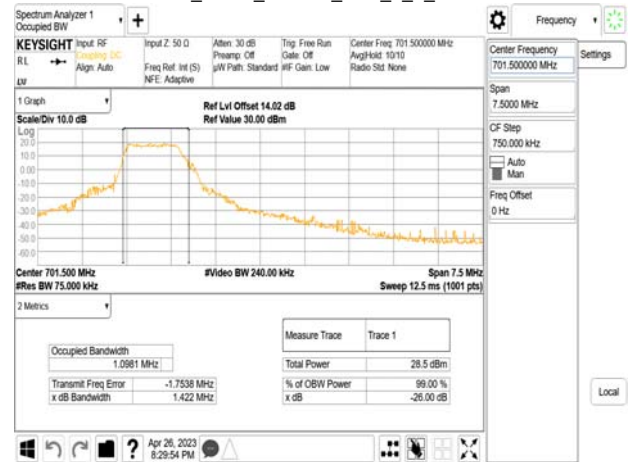 Spectrum Analyzer 1
Occupied BW
Frequency
KEYSIGHT
RL
Input: RF
Coupling: DC
Align: Auto
Input Z: 50 Ω
Freq Ref: Int (S)
NFE: Adaptive
Atten: 30 dB
Preamp: Off
µW Path: Standard
Trig: Free Run
Gate: Off
#IF Gain: Low
Center Freq: 701.500000 MHz
Avg|Hold: 10/10
Radio Std: None
Center Frequency
701.500000 MHz
Settings
Span
7.5000 MHz
CF Step
750.000 kHz
Auto
Man
Freq Offset
0 Hz
1 Graph
Scale/Div 10.0 dB
Ref Lvl Offset 14.02 dB
Ref Value 30.00 dBm
Log
20.0
10.0
0.00
-10.0
-20.0
-30.0
-40.0
-50.0
-60.0
Center 701.500 MHz
#Res BW 75.000 kHz
#Video BW 240.00 kHz
Span 7.5 MHz
Sweep 12.5 ms (1001 pts)
2 Metrics
Measure Trace
Trace 1
Occupied Bandwidth
1.0981 MHz
Total Power
28.5 dBm
Transmit Freq Error
-1.7538 MHz
% of OBW Power
99.00 %
x dB Bandwidth
1.422 MHz
x dB
-26.00 dB
Local
Apr 26, 2023
8:29:54 PM